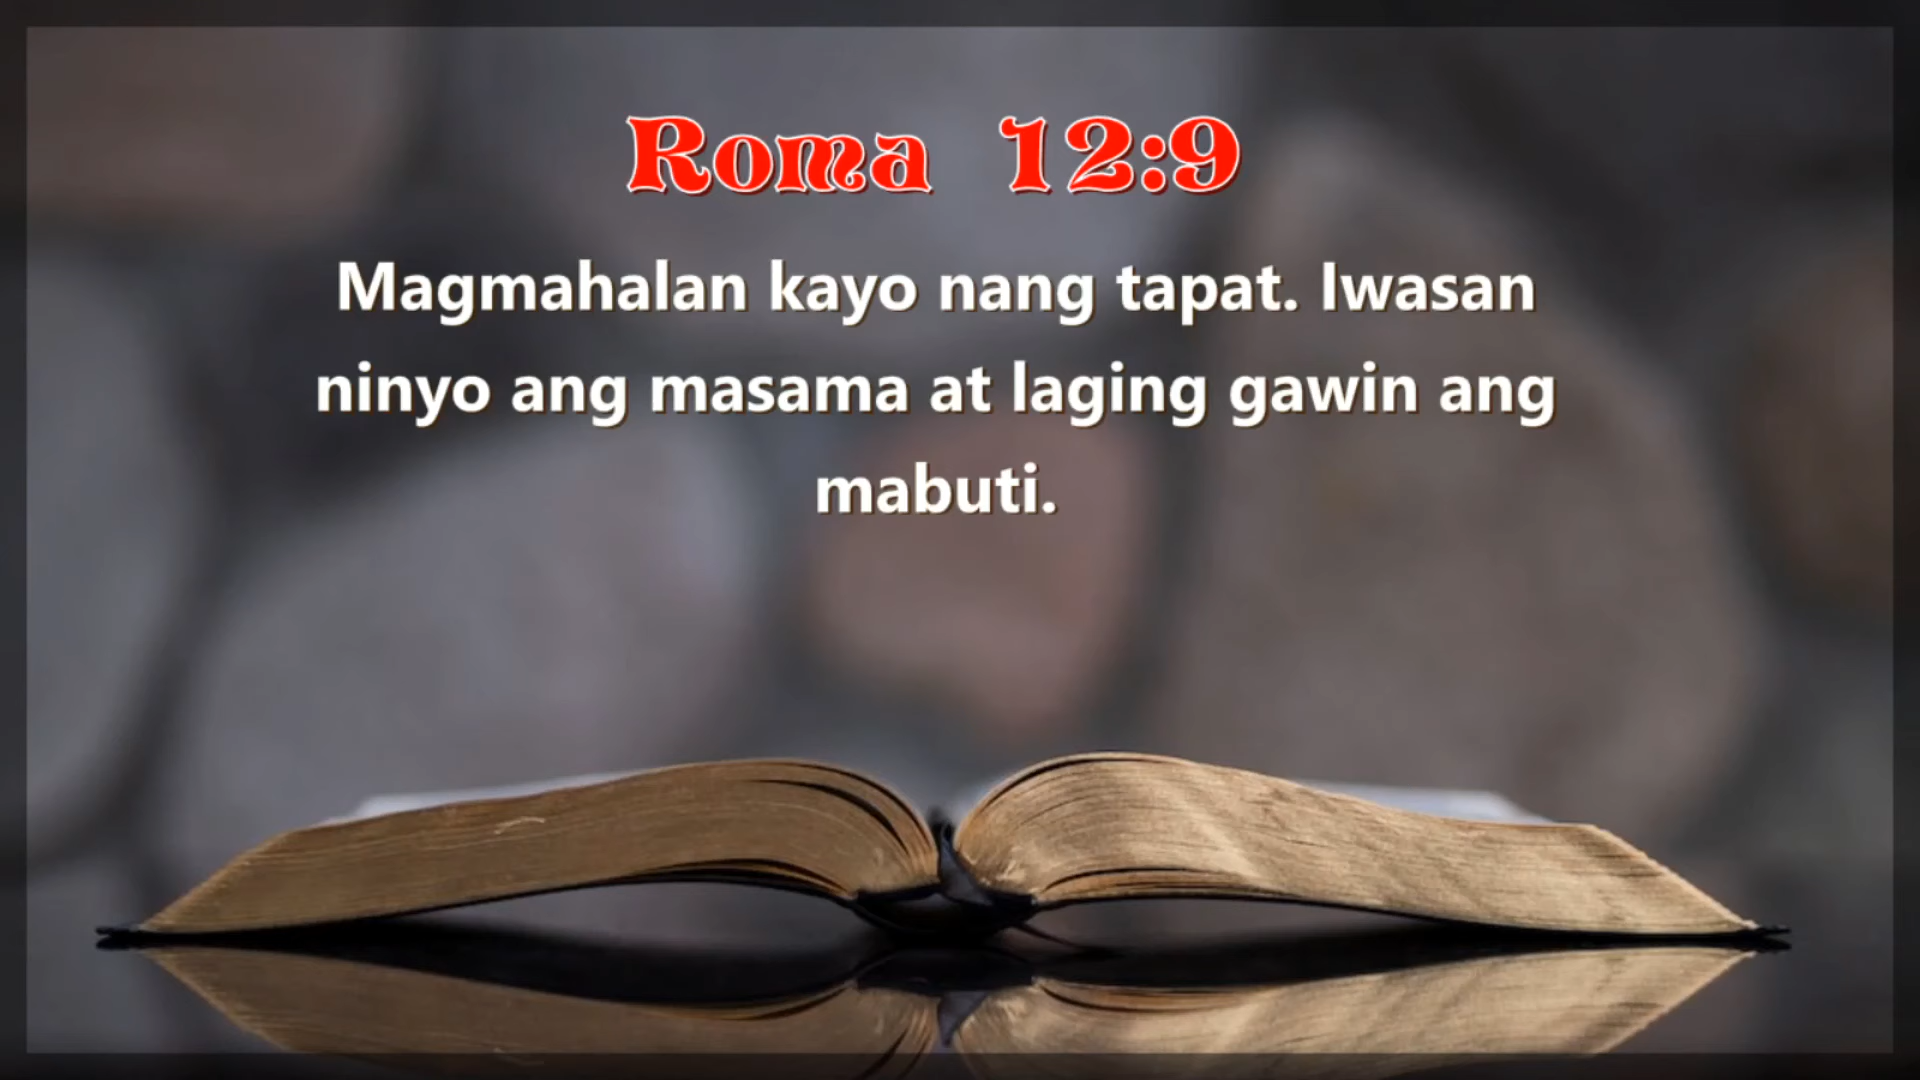 Roma 12:9
Magmahalan kayo nang tapat. Iwasan
ninyo ang masama at laging gawin ang
mabuti.